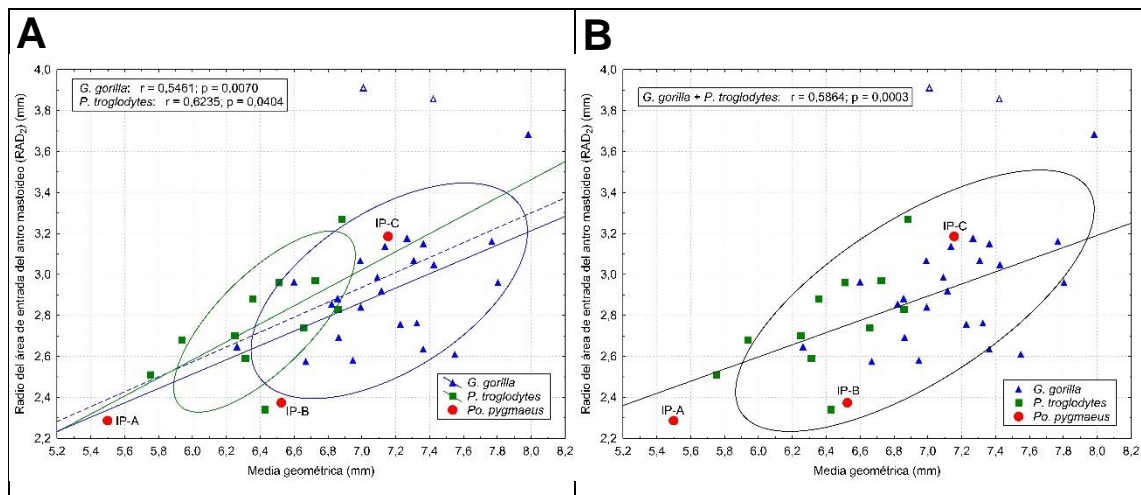 A
G. gorilla: r = 0,5461; p = 0,0070
P. troglodytes: r = 0,6235; p = 0,0404
Radio del área de entrada del antro mastoideo (RAD₂) (mm)
4,0
3,8
3,6
3,4
3,2
3,0
2,8
2,6
2,4
2,2
IP-C
IP-B
IP-A
G. gorilla
P. troglodytes
Po. pygmaeus
5,2 5,4 5,6 5,8 6,0 6,2 6,4 6,6 6,8 7,0 7,2 7,4 7,6 7,8 8,0 8,2
Media geométrica (mm)
B
G. gorilla + P. troglodytes: r = 0,5864; p = 0,0003
Radio del área de entrada del antro mastoideo (RAD₂) (mm)
4,0
3,8
3,6
3,4
3,2
3,0
2,8
2,6
2,4
2,2
IP-C
IP-B
IP-A
G. gorilla
P. troglodytes
Po. pygmaeus
5,2 5,4 5,6 5,8 6,0 6,2 6,4 6,6 6,8 7,0 7,2 7,4 7,6 7,8 8,0 8,2
Media geométrica (mm)